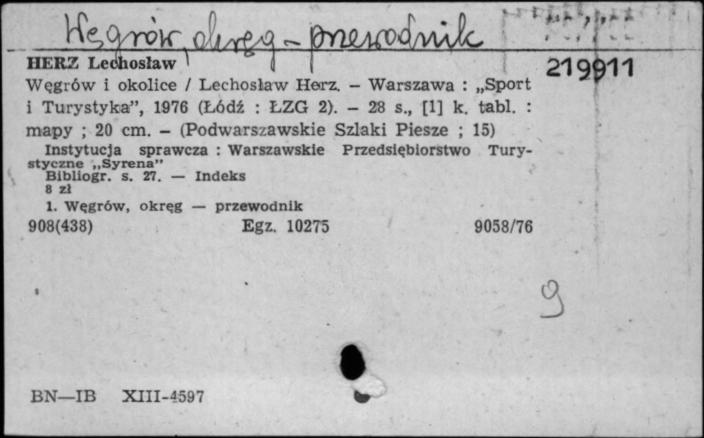 Węgrów, okręg – przewodnik
HERZ Lechosław 219911
Węgrów i okolice / Lechosław Herz. – Warszawa : „Sport
i Turystyka”, 1976 (Łódź : ŁZG 2). – 28 s., [1] k. tabl. :
mapy ; 20 cm. – (Podwarszawskie Szlaki Piesze ; 15)
Instytucja sprawcza : Warszawskie Przedsiębiorstwo Tury-
styczne „Syrena”
Bibliogr. s. 27. — Indeks
8 zł
1. Węgrów, okręg — przewodnik
908(438) Egz. 10275 9058/76
9
BN—IB XIII-4597